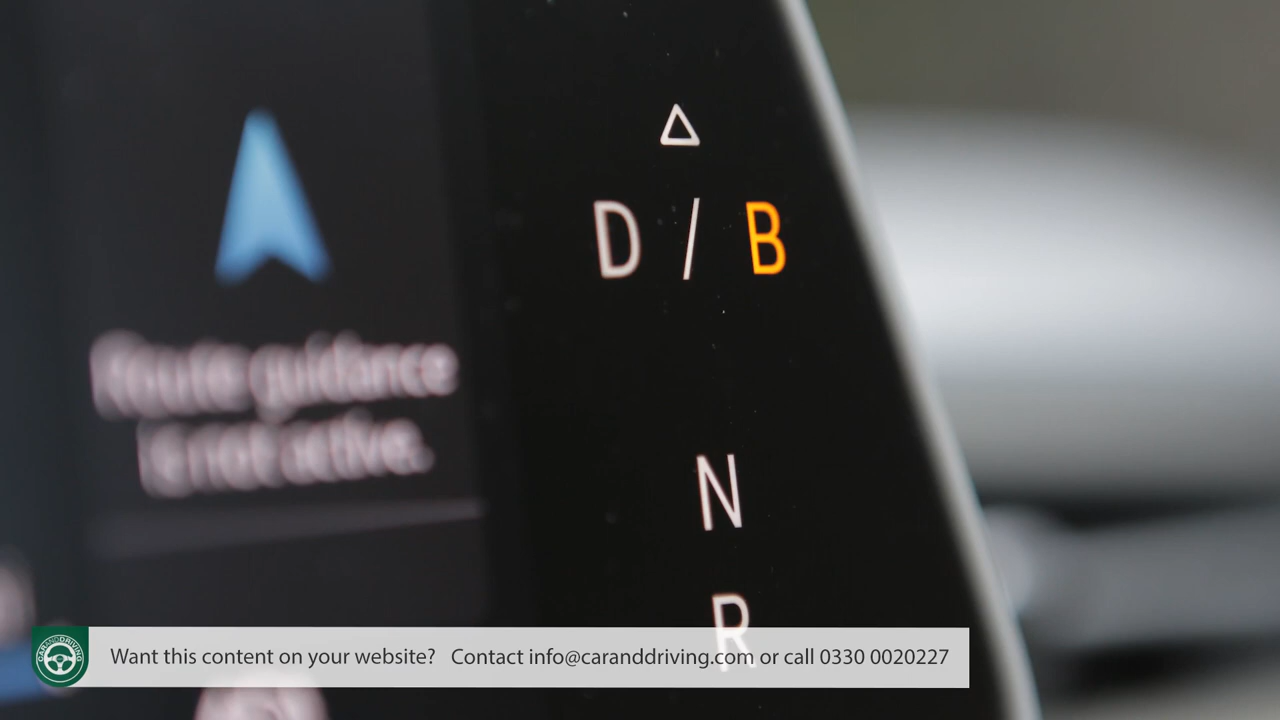 D / B
Route guidance
is not active.
N
R
CARANDDRIVING
Want this content on your website? Contact info@caranddriving.com or call 0330 0020227